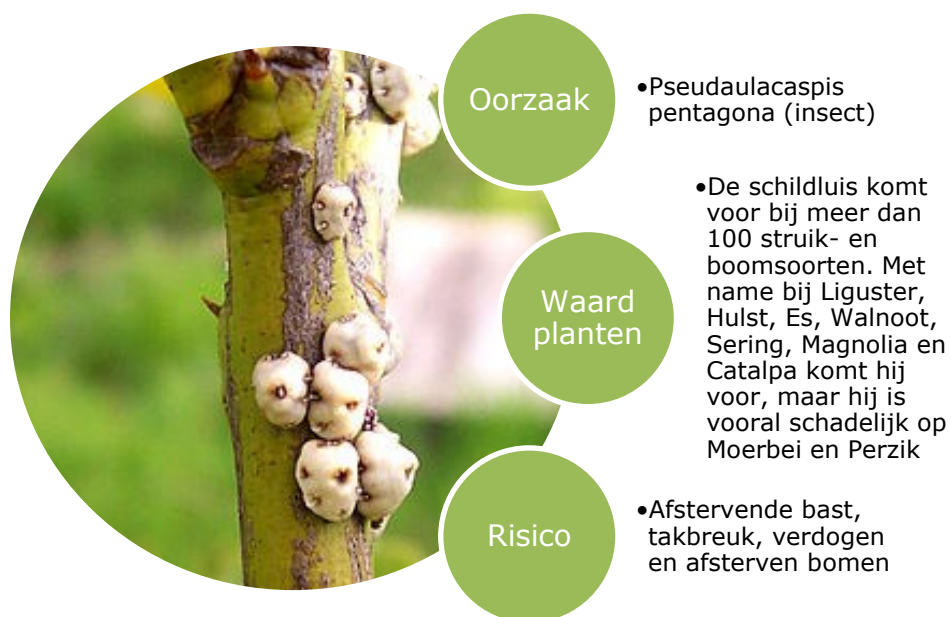 Oorzaak
•Pseudaulacaspis
pentagona (insect)
Waard
planten
•De schildluis komt
voor bij meer dan
100 struik- en
boomsoorten. Met
name bij Liguster,
Hulst, Es, Walnoot,
Sering, Magnolia en
Catalpa komt hij
voor, maar hij is
vooral schadelijk op
Moerbei en Perzik
Risico
•Afstervende bast,
takbreuk, verdogen
en afsterven bomen